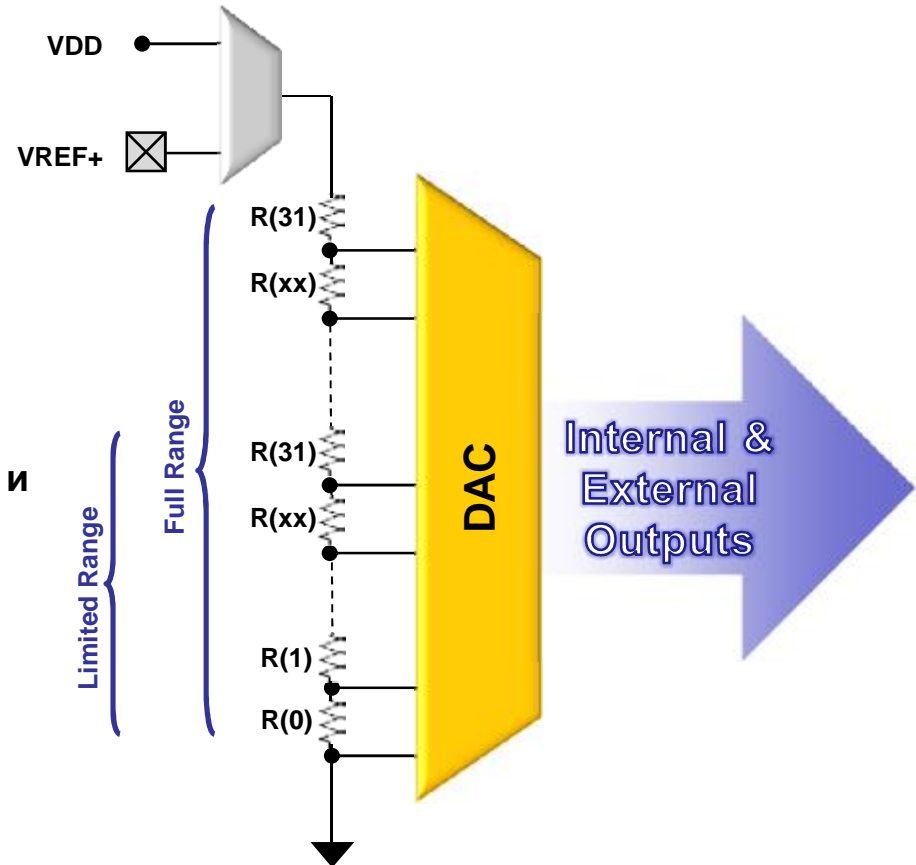 VDD
VREF+
R(31)
R(xx)
R(31)
R(xx)
R(1)
R(0)
Full Range
Limited Range
и
DAC
Internal &
External
Outputs